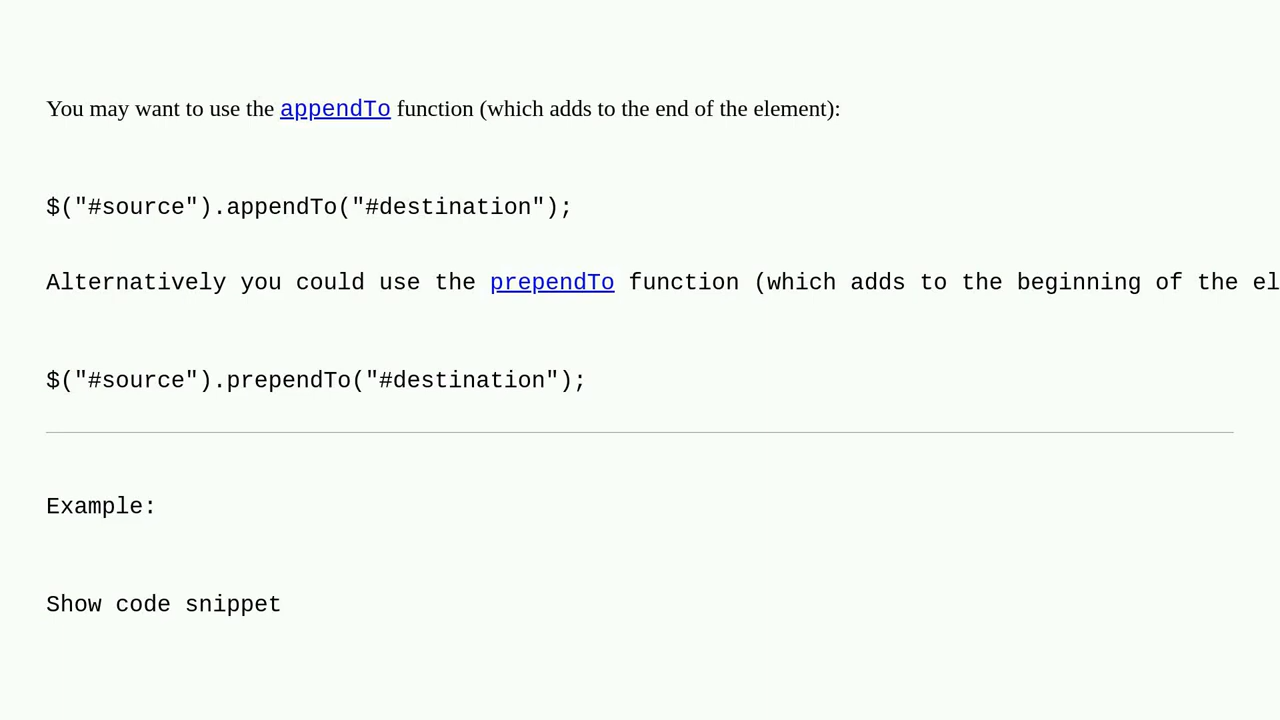 You may want to use the appendTo function (which adds to the end of the element):
$("#source").appendTo("#destination");
Alternatively you could use the prependTo function (which adds to the beginning of the el
$("#source").prependTo("#destination");
Example:
Show code snippet